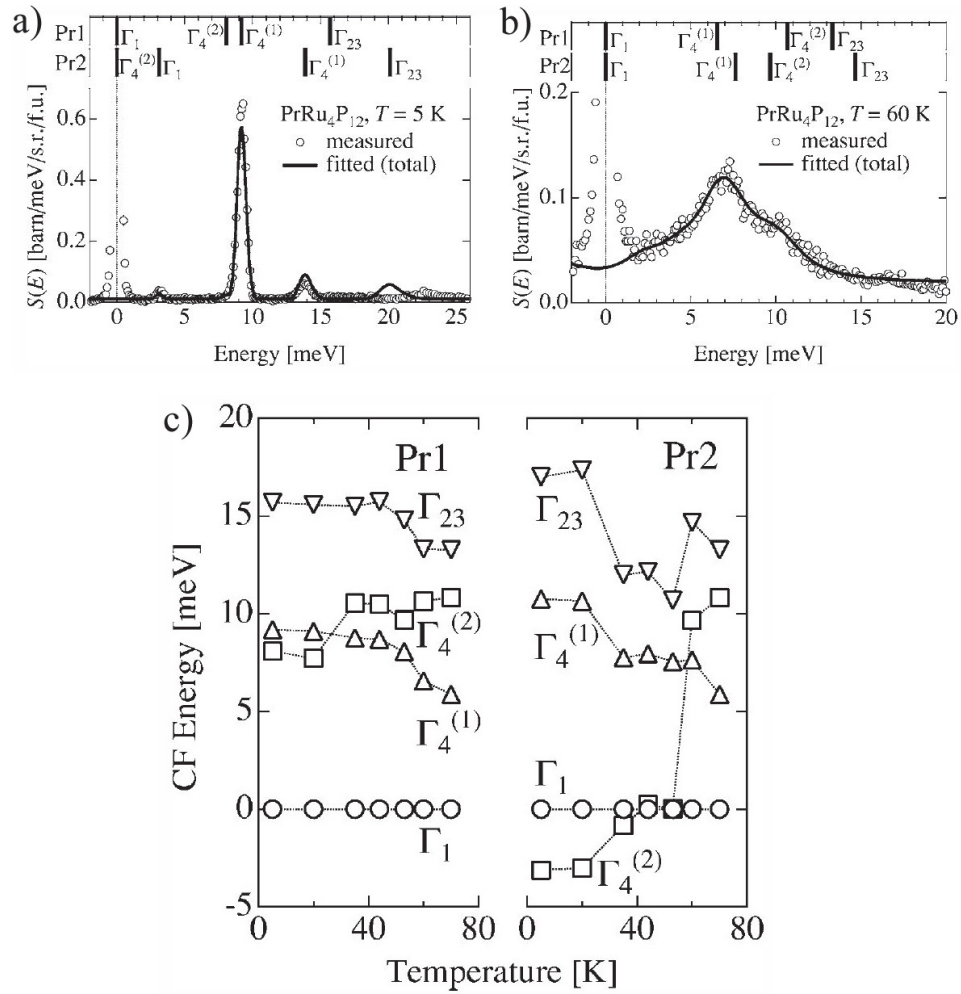 a)
Pr1 Γ₁ Γ₄⁽²⁾ Γ₄⁽¹⁾ Γ₂₃
Pr2 Γ₄⁽²⁾ Γ₁ Γ₄⁽¹⁾ Γ₂₃
PrRu₄P₁₂, T = 5 K
measured
fitted (total)
S(E) [barn/meV/s.r./f.u.]
0.6
0.4
0.2
0.0
0 5 10 15 20 25
Energy [meV]
b)
Pr1 Γ₁ Γ₄⁽¹⁾ Γ₄⁽²⁾ Γ₂₃
Pr2 Γ₁ Γ₄⁽¹⁾ Γ₄⁽²⁾ Γ₂₃
PrRu₄P₁₂, T = 60 K
measured
fitted (total)
S(E) [barn/meV/s.r./f.u.]
0.2
0.1
0.0
0 5 10 15 20
Energy [meV]
c)
CF Energy [meV]
20
15
10
5
0
-5
Pr1
Γ₂₃
Γ₄⁽²⁾
Γ₄⁽¹⁾
Γ₁
0 40 80
Pr2
Γ₂₃
Γ₄⁽¹⁾
Γ₁
Γ₄⁽²⁾
0 40 80
Temperature [K]